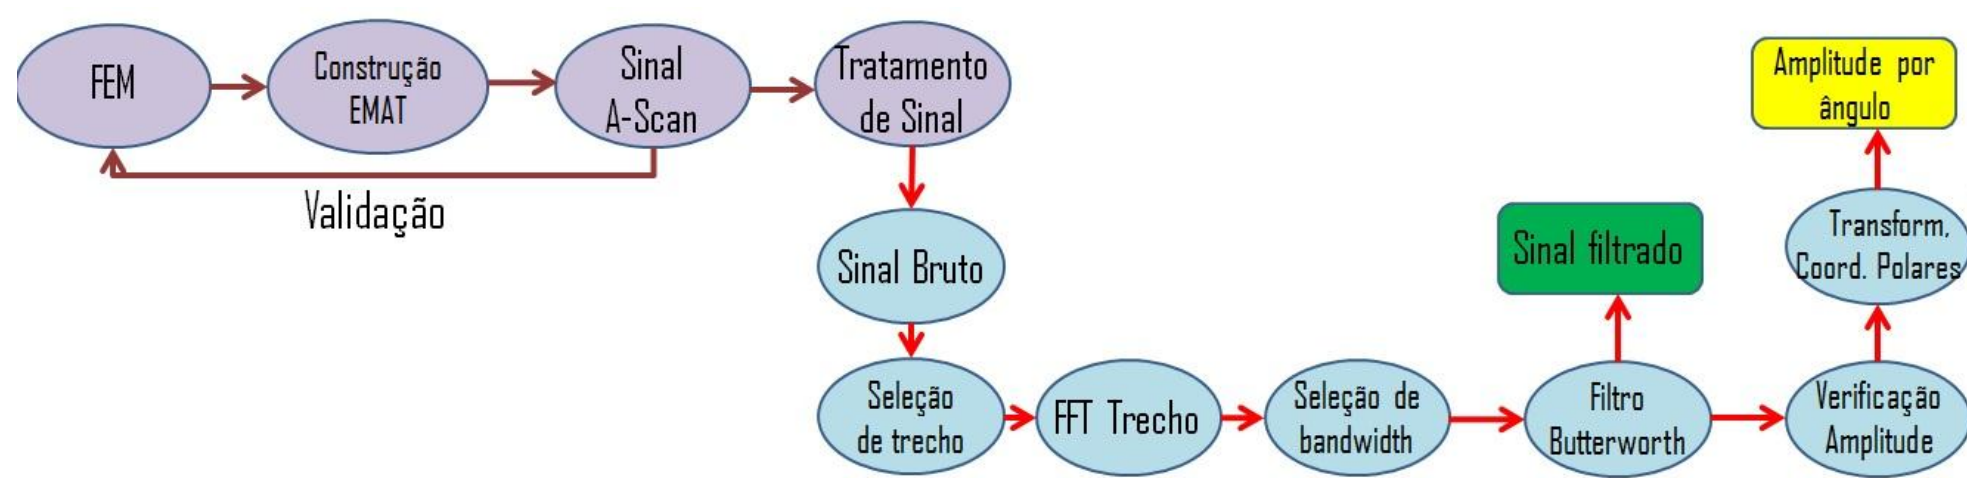 FEM
Construção
EMAT
Sinal
A-Scan
Tratamento
de Sinal
Validação
Sinal Bruto
Seleção
de trecho
FFT Trecho
Seleção de
bandwidth
Filtro
Butterworth
Sinal filtrado
Verificação
Amplitude
Transform.
Coord. Polares
Amplitude por
ângulo